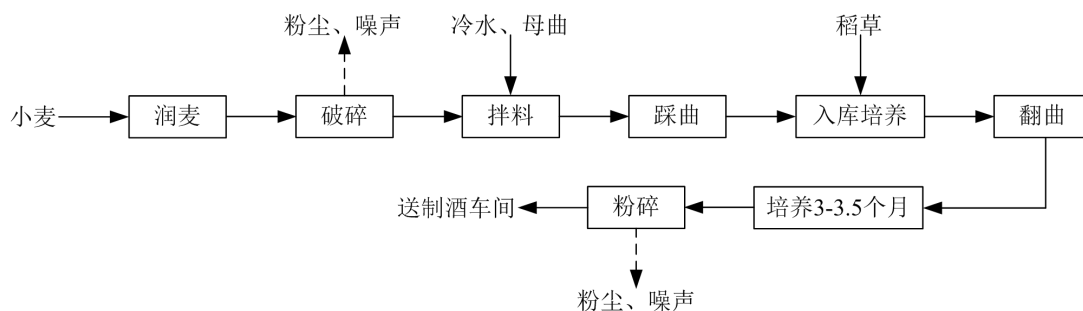 粉尘、噪声
冷水、母曲
稻草
小麦
润麦
破碎
拌料
踩曲
入库培养
翻曲
送制酒车间
粉碎
培养3-3.5个月
粉尘、噪声